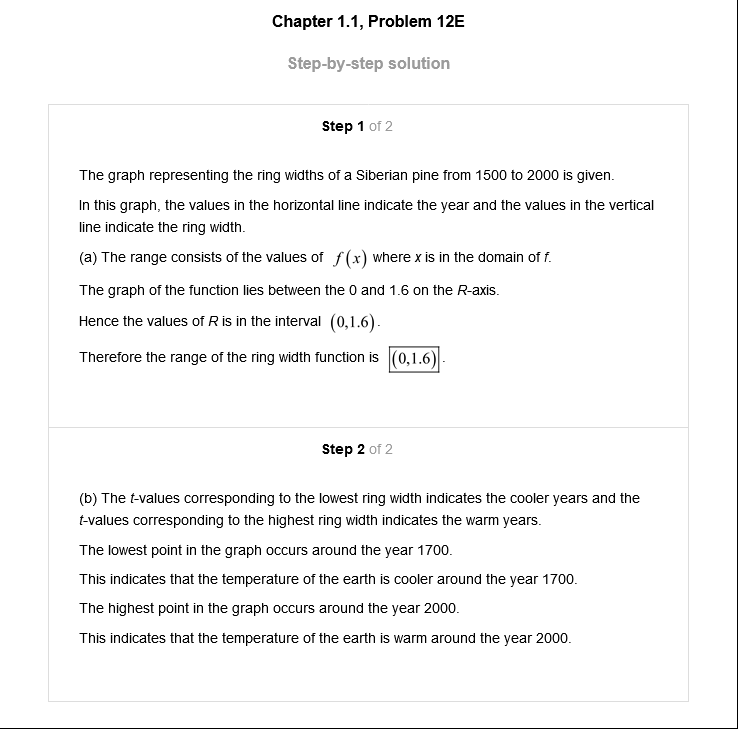 Chapter 1.1, Problem 12E
Step-by-step solution
Step 1 of 2
The graph representing the ring widths of a Siberian pine from 1500 to 2000 is given.
In this graph, the values in the horizontal line indicate the year and the values in the vertical
line indicate the ring width.
(a) The range consists of the values of f(x) where x is in the domain of f.
The graph of the function lies between the 0 and 1.6 on the R-axis.
Hence the values of R is in the interval (0,1.6).
Therefore the range of the ring width function is (0,1.6).
Step 2 of 2
(b) The t-values corresponding to the lowest ring width indicates the cooler years and the
t-values corresponding to the highest ring width indicates the warm years.
The lowest point in the graph occurs around the year 1700.
This indicates that the temperature of the earth is cooler around the year 1700.
The highest point in the graph occurs around the year 2000.
This indicates that the temperature of the earth is warm around the year 2000.